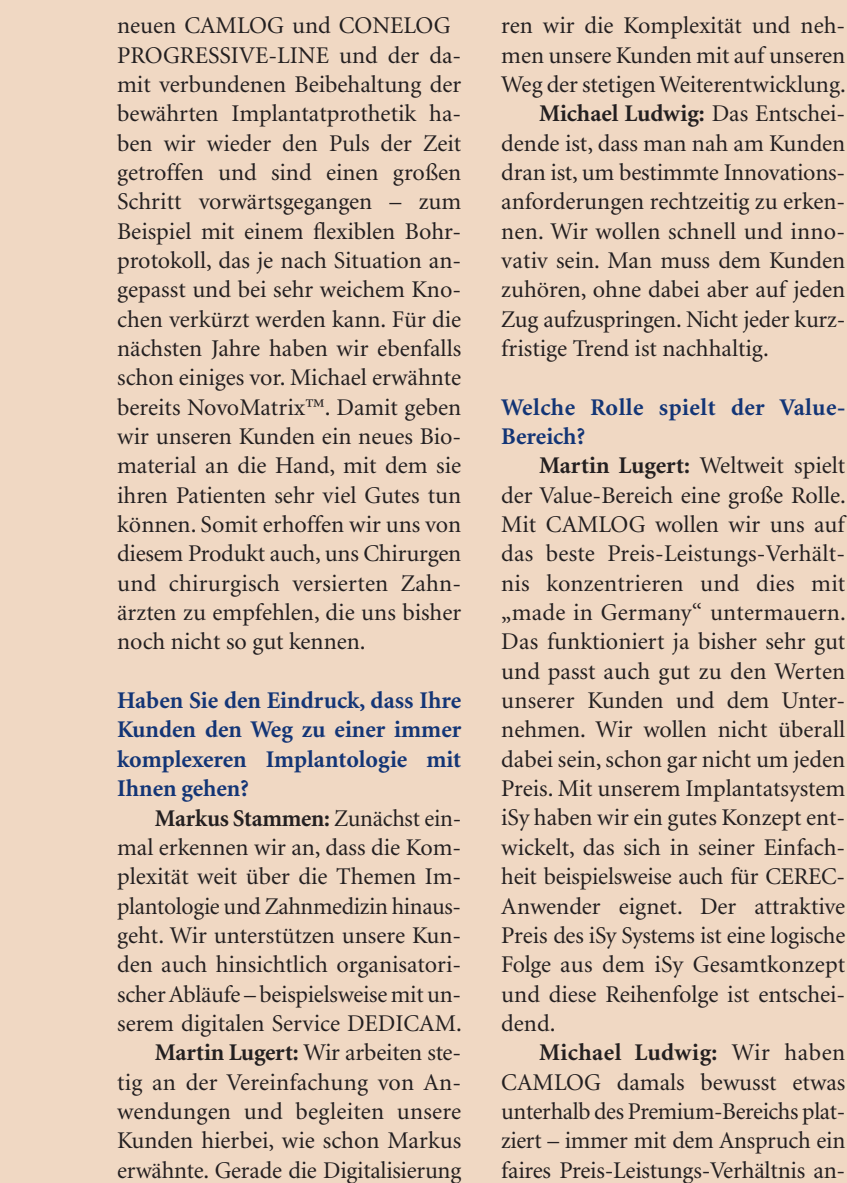 neuen CAMLOG und CONELOG
PROGRESSIVE-LINE und der da-
mit verbundenen Beibehaltung der
bewährten Implantatprothetik ha-
ben wir wieder den Puls der Zeit
getroffen und sind einen großen
Schritt vorwärtsgegangen – zum
Beispiel mit einem flexiblen Bohr-
protokoll, das je nach Situation an-
gepasst und bei sehr weichem Kno-
chen verkürzt werden kann. Für die
nächsten Jahre haben wir ebenfalls
schon einiges vor. Michael erwähnte
bereits NovoMatrix™. Damit geben
wir unseren Kunden ein neues Bio-
material an die Hand, mit dem sie
ihren Patienten sehr viel Gutes tun
können. Somit erhoffen wir uns von
diesem Produkt auch, uns Chirurgen
und chirurgisch versierten Zahn-
ärzten zu empfehlen, die uns bisher
noch nicht so gut kennen.
Haben Sie den Eindruck, dass Ihre
Kunden den Weg zu einer immer
komplexeren Implantologie mit
Ihnen gehen?
Markus Stammen: Zunächst ein-
mal erkennen wir an, dass die Kom-
plexität weit über die Themen Im-
plantologie und Zahnmedizin hinaus-
geht. Wir unterstützen unsere Kun-
den auch hinsichtlich organisatori-
scher Abläufe – beispielsweise mit un-
serem digitalen Service DEDICAM.
Martin Lugert: Wir arbeiten ste-
tig an der Vereinfachung von An-
wendungen und begleiten unsere
Kunden hierbei, wie schon Markus
erwähnte. Gerade die Digitalisierung
ren wir die Komplexität und neh-
men unsere Kunden mit auf unseren
Weg der stetigen Weiterentwicklung.
Michael Ludwig: Das Entschei-
dende ist, dass man nah am Kunden
dran ist, um bestimmte Innovations-
anforderungen rechtzeitig zu erken-
nen. Wir wollen schnell und inno-
vativ sein. Man muss dem Kunden
zuhören, ohne dabei aber auf jeden
Zug aufzuspringen. Nicht jeder kurz-
fristige Trend ist nachhaltig.
Welche Rolle spielt der Value-
Bereich?
Martin Lugert: Weltweit spielt
der Value-Bereich eine große Rolle.
Mit CAMLOG wollen wir uns auf
das beste Preis-Leistungs-Verhält-
nis konzentrieren und dies mit
„made in Germany“ untermauern.
Das funktioniert ja bisher sehr gut
und passt auch gut zu den Werten
unserer Kunden und dem Unter-
nehmen. Wir wollen nicht überall
dabei sein, schon gar nicht um jeden
Preis. Mit unserem Implantatsystem
iSy haben wir ein gutes Konzept ent-
wickelt, das sich in seiner Einfach-
heit beispielsweise auch für CEREC-
Anwender eignet. Der attraktive
Preis des iSy Systems ist eine logische
Folge aus dem iSy Gesamtkonzept
und diese Reihenfolge ist entschei-
dend.
Michael Ludwig: Wir haben
CAMLOG damals bewusst etwas
unterhalb des Premium-Bereichs plat-
ziert – immer mit dem Anspruch ein
faires Preis-Leistungs-Verhältnis an-